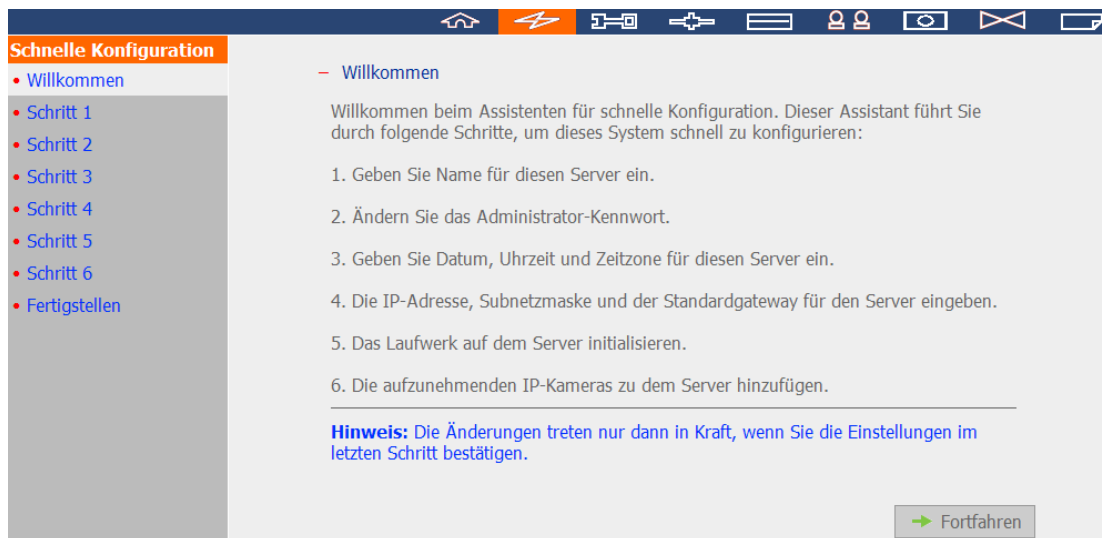 Schnelle Konfiguration
• Willkommen
• Schritt 1
• Schritt 2
• Schritt 3
• Schritt 4
• Schritt 5
• Schritt 6
• Fertigstellen
– Willkommen
Willkommen beim Assistenten für schnelle Konfiguration. Dieser Assistant führt Sie
durch folgende Schritte, um dieses System schnell zu konfigurieren:
1. Geben Sie Name für diesen Server ein.
2. Ändern Sie das Administrator-Kennwort.
3. Geben Sie Datum, Uhrzeit und Zeitzone für diesen Server ein.
4. Die IP-Adresse, Subnetzmaske und der Standardgateway für den Server eingeben.
5. Das Laufwerk auf dem Server initialisieren.
6. Die aufzunehmenden IP-Kameras zu dem Server hinzufügen.
Hinweis: Die Änderungen treten nur dann in Kraft, wenn Sie die Einstellungen im
letzten Schritt bestätigen.
Fortfahren